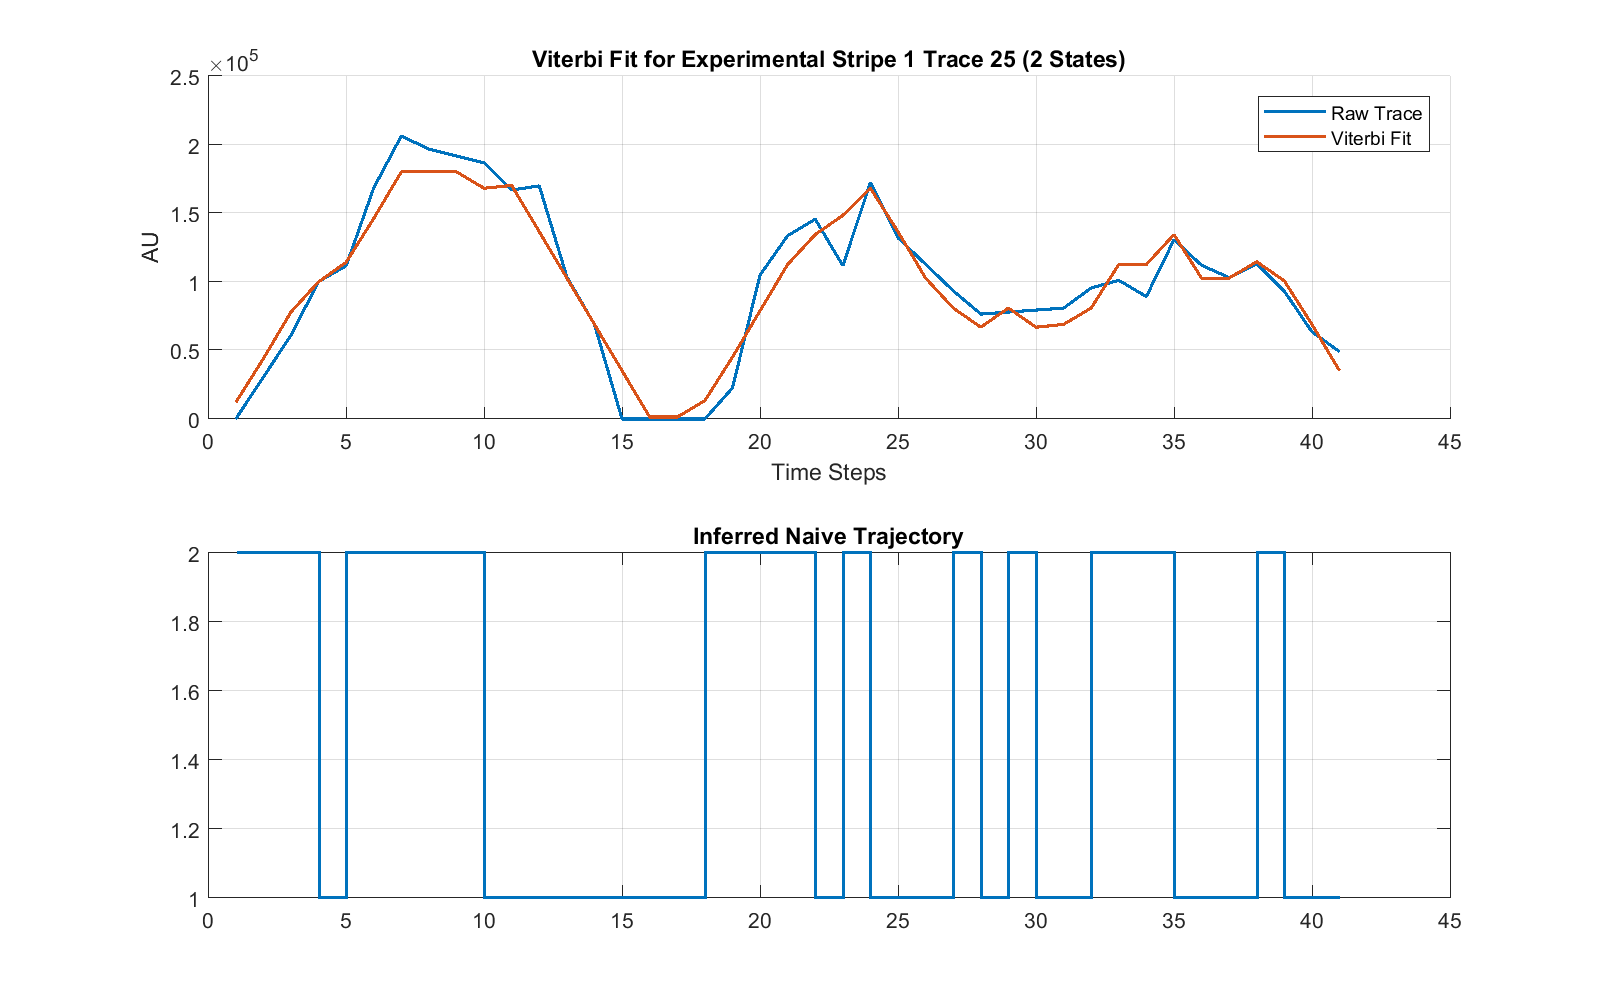 Viterbi Fit for Experimental Stripe 1 Trace 25 (2 States)
×10^5
2.5
2
1.5
1
0.5
0
AU
Raw Trace
Viterbi Fit
0 5 10 15 20 25 30 35 40 45
Time Steps
Inferred Naive Trajectory
2
1.8
1.6
1.4
1.2
1
0 5 10 15 20 25 30 35 40 45